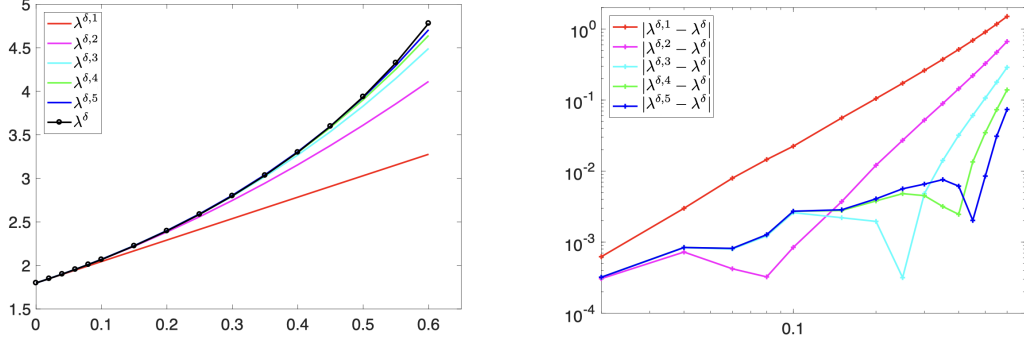 5
4.5
4
3.5
3
2.5
2
1.5
0
0.1
0.2
0.3
0.4
0.5
0.6
λ^{δ,1}
λ^{δ,2}
λ^{δ,3}
λ^{δ,4}
λ^{δ,5}
λ^δ
10^0
10^{-1}
10^{-2}
10^{-3}
10^{-4}
0.1
|λ^{δ,1} − λ^δ|
|λ^{δ,2} − λ^δ|
|λ^{δ,3} − λ^δ|
|λ^{δ,4} − λ^δ|
|λ^{δ,5} − λ^δ|